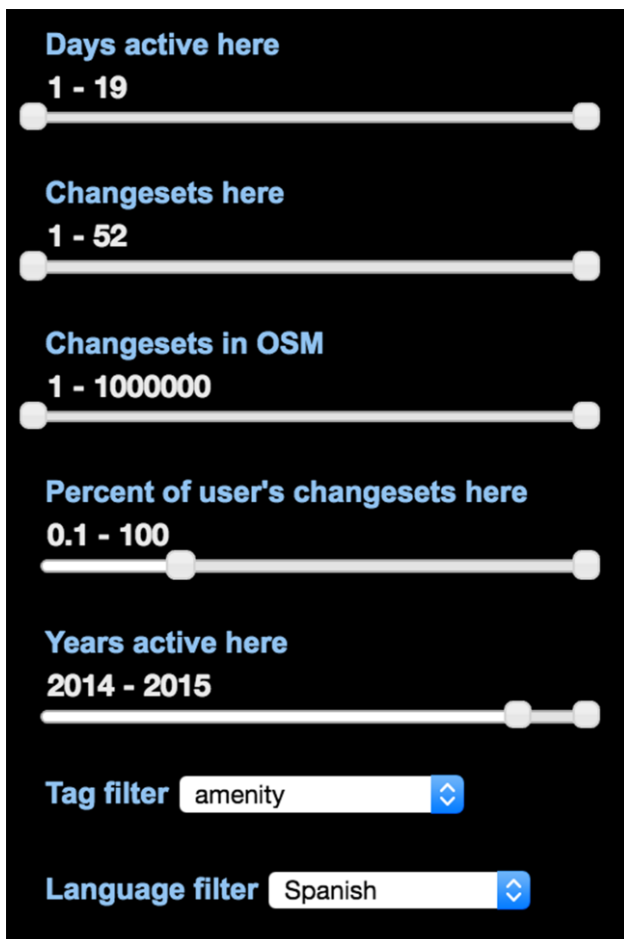 Days active here
1 - 19
Changesets here
1 - 52
Changesets in OSM
1 - 1000000
Percent of user's changesets here
0.1 - 100
Years active here
2014 - 2015
Tag filter amenity
Language filter Spanish